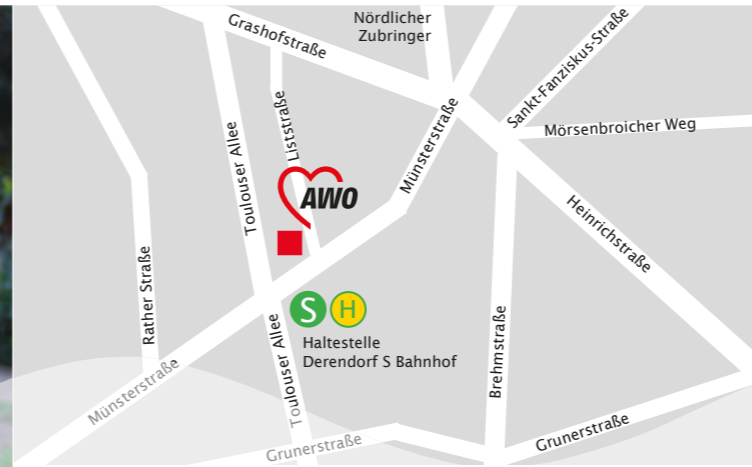 Nördlicher
Zubringer
Grashofstraße
Sankt-Fanziskus-Straße
Mörsenbroicher Weg
Liststraße
Münsterstraße
Toulouser Allee
AWO
Heinrichstraße
Rather Straße
S H
Haltestelle
Derendorf S Bahnhof
Toulouser Allee
Brehmstraße
Münsterstraße
Grunerstraße
Grunerstraße